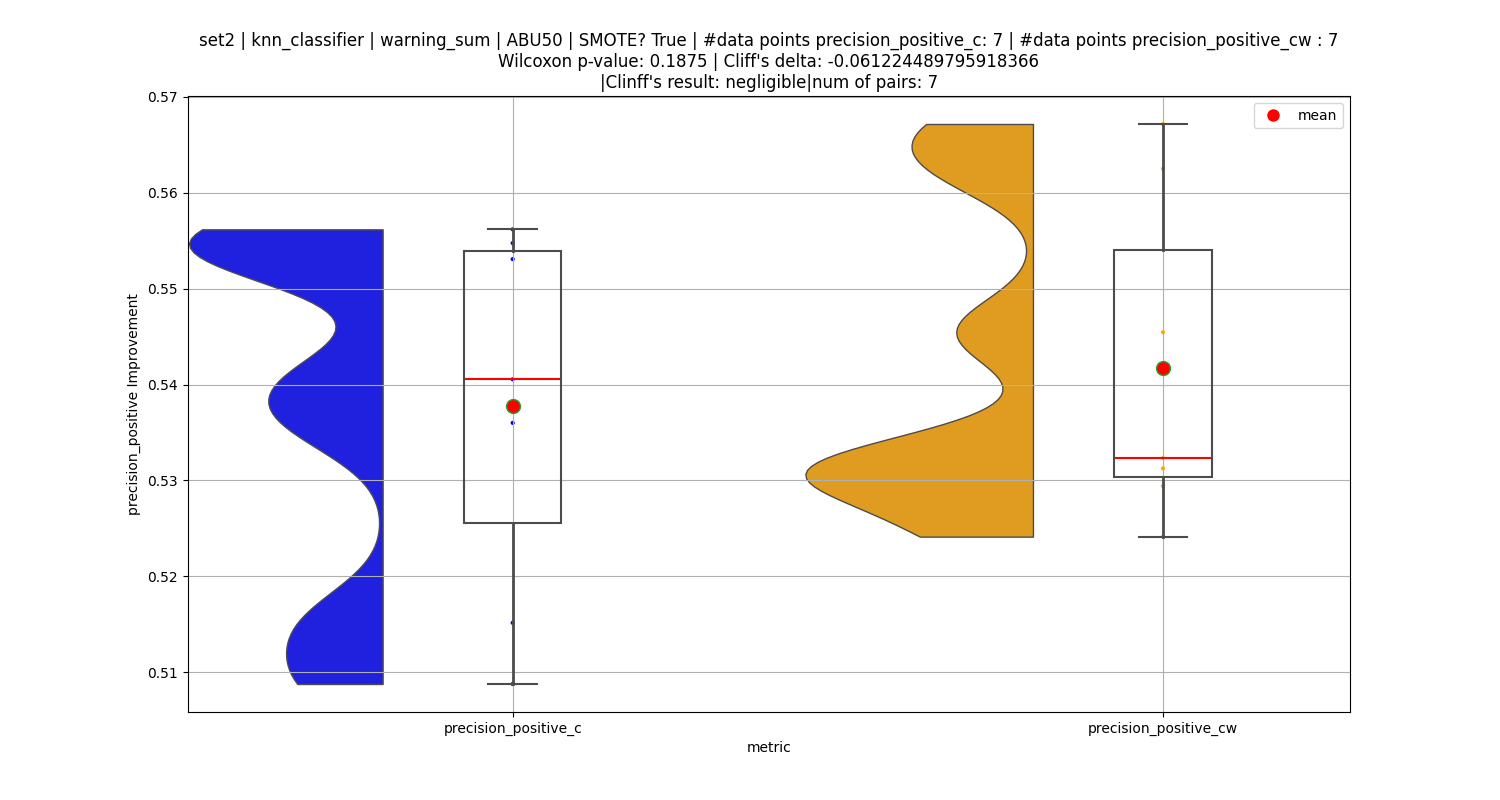 set2 | knn_classifier | warning_sum | ABU50 | SMOTE? True | #data points precision_positive_c: 7 | #data points precision_positive_cw : 7
Wilcoxon p-value: 0.1875 | Cliff's delta: -0.061224489795918366
|Clinff's result: negligible|num of pairs: 7
mean
0.57
0.56
0.55
0.54
0.53
0.52
0.51
precision_positive Improvement
precision_positive_c
precision_positive_cw
metric